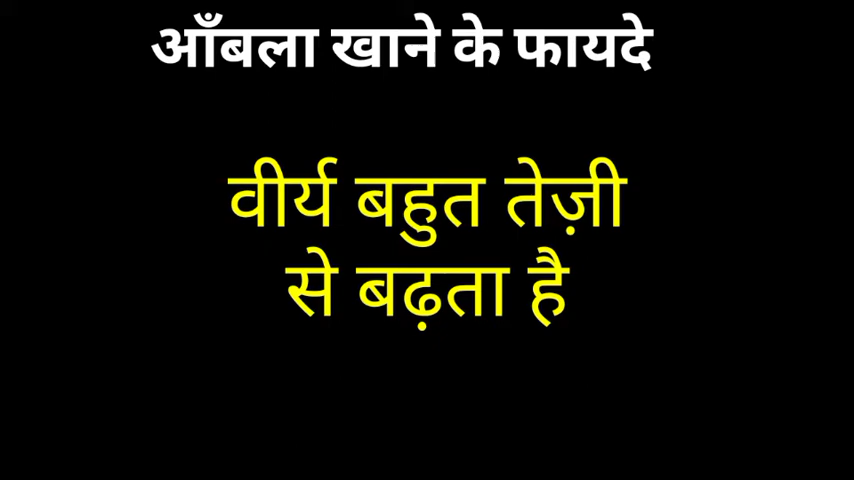 आँबला खाने के फायदे
वीर्य बहुत तेज़ी
से बढ़ता है